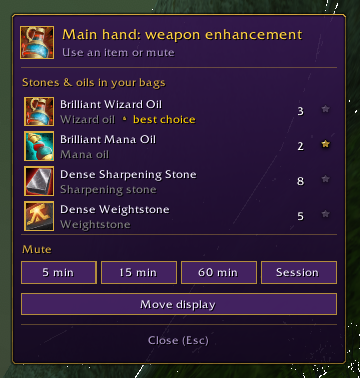 Main hand: weapon enhancement
Use an item or mute
Stones & oils in your bags
Brilliant Wizard Oil
Wizard oil * best choice
3
Brilliant Mana Oil
Mana oil
2
Dense Sharpening Stone
Sharpening stone
8
Dense Weightstone
Weightstone
5
Mute
5 min 15 min 60 min Session
Move display
Close (Esc)